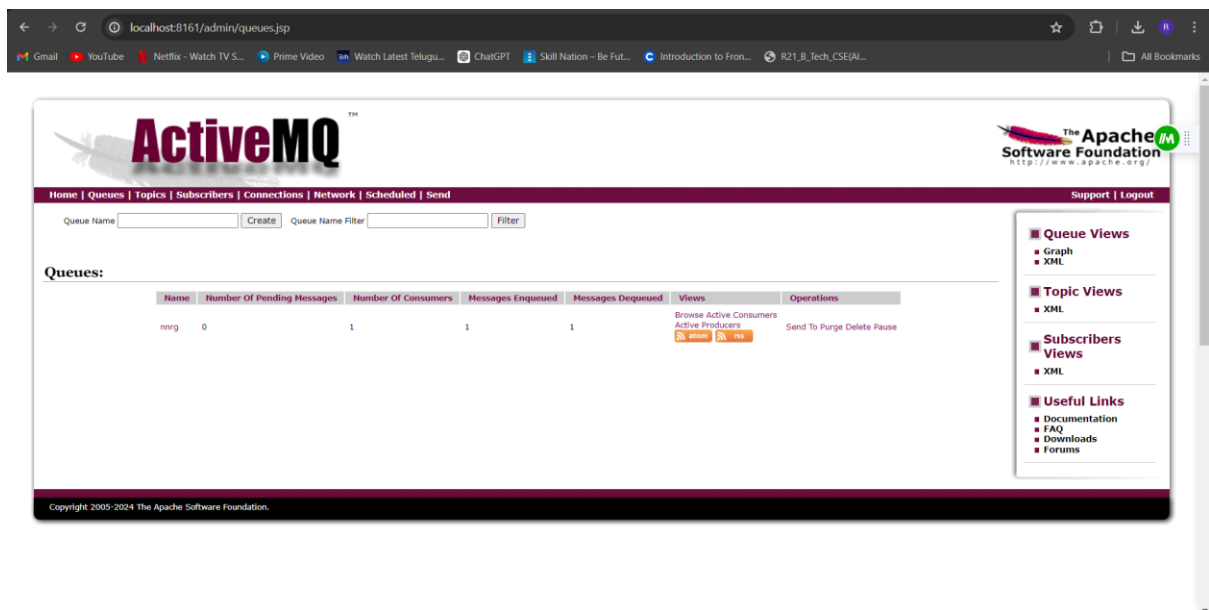 localhost:8161/admin/queues.jsp
Gmail YouTube Netflix - Watch TV S... Prime Video Watch Latest Telugu... ChatGPT Skill Nation – Be Fut... Introduction to Fron... R21_B_Tech_CSE(AI... All Bookmarks
ActiveMQ™
The Apache
Software Foundation
http://www.apache.org/
Home | Queues | Topics | Subscribers | Connections | Network | Scheduled | Send Support | Logout
Queue Name Create Queue Name Filter Filter
Queues:
Name Number Of Pending Messages Number Of Consumers Messages Enqueued Messages Dequeued Views Operations
nnrg 0 1 1 1 Browse Active Consumers
Active Producers
atom rss
Send To Purge Delete Pause
Queue Views
Graph
XML
Topic Views
XML
Subscribers
Views
XML
Useful Links
Documentation
FAQ
Downloads
Forums
Copyright 2005-2024 The Apache Software Foundation.